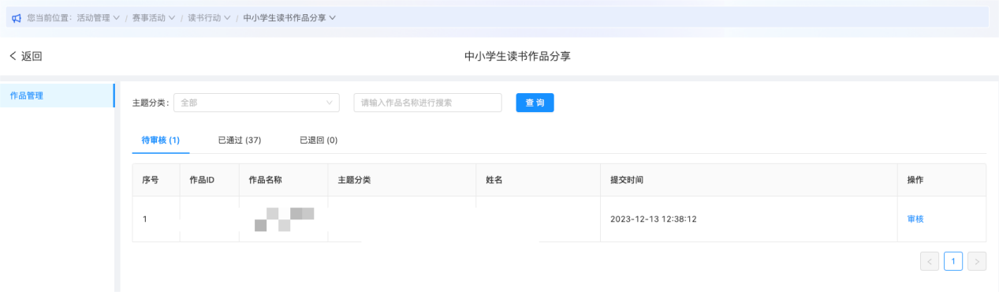 您当前位置：活动管理 / 赛事活动 / 读书行动 / 中小学生读书作品分享
返回 中小学生读书作品分享
作品管理
主题分类： 全部 请输入作品名称进行搜索 查 询
待审核 (1) 已通过 (37) 已退回 (0)
序号 作品ID 作品名称 主题分类 姓名 提交时间 操作
1 2023-12-13 12:38:12 审核
< 1 >